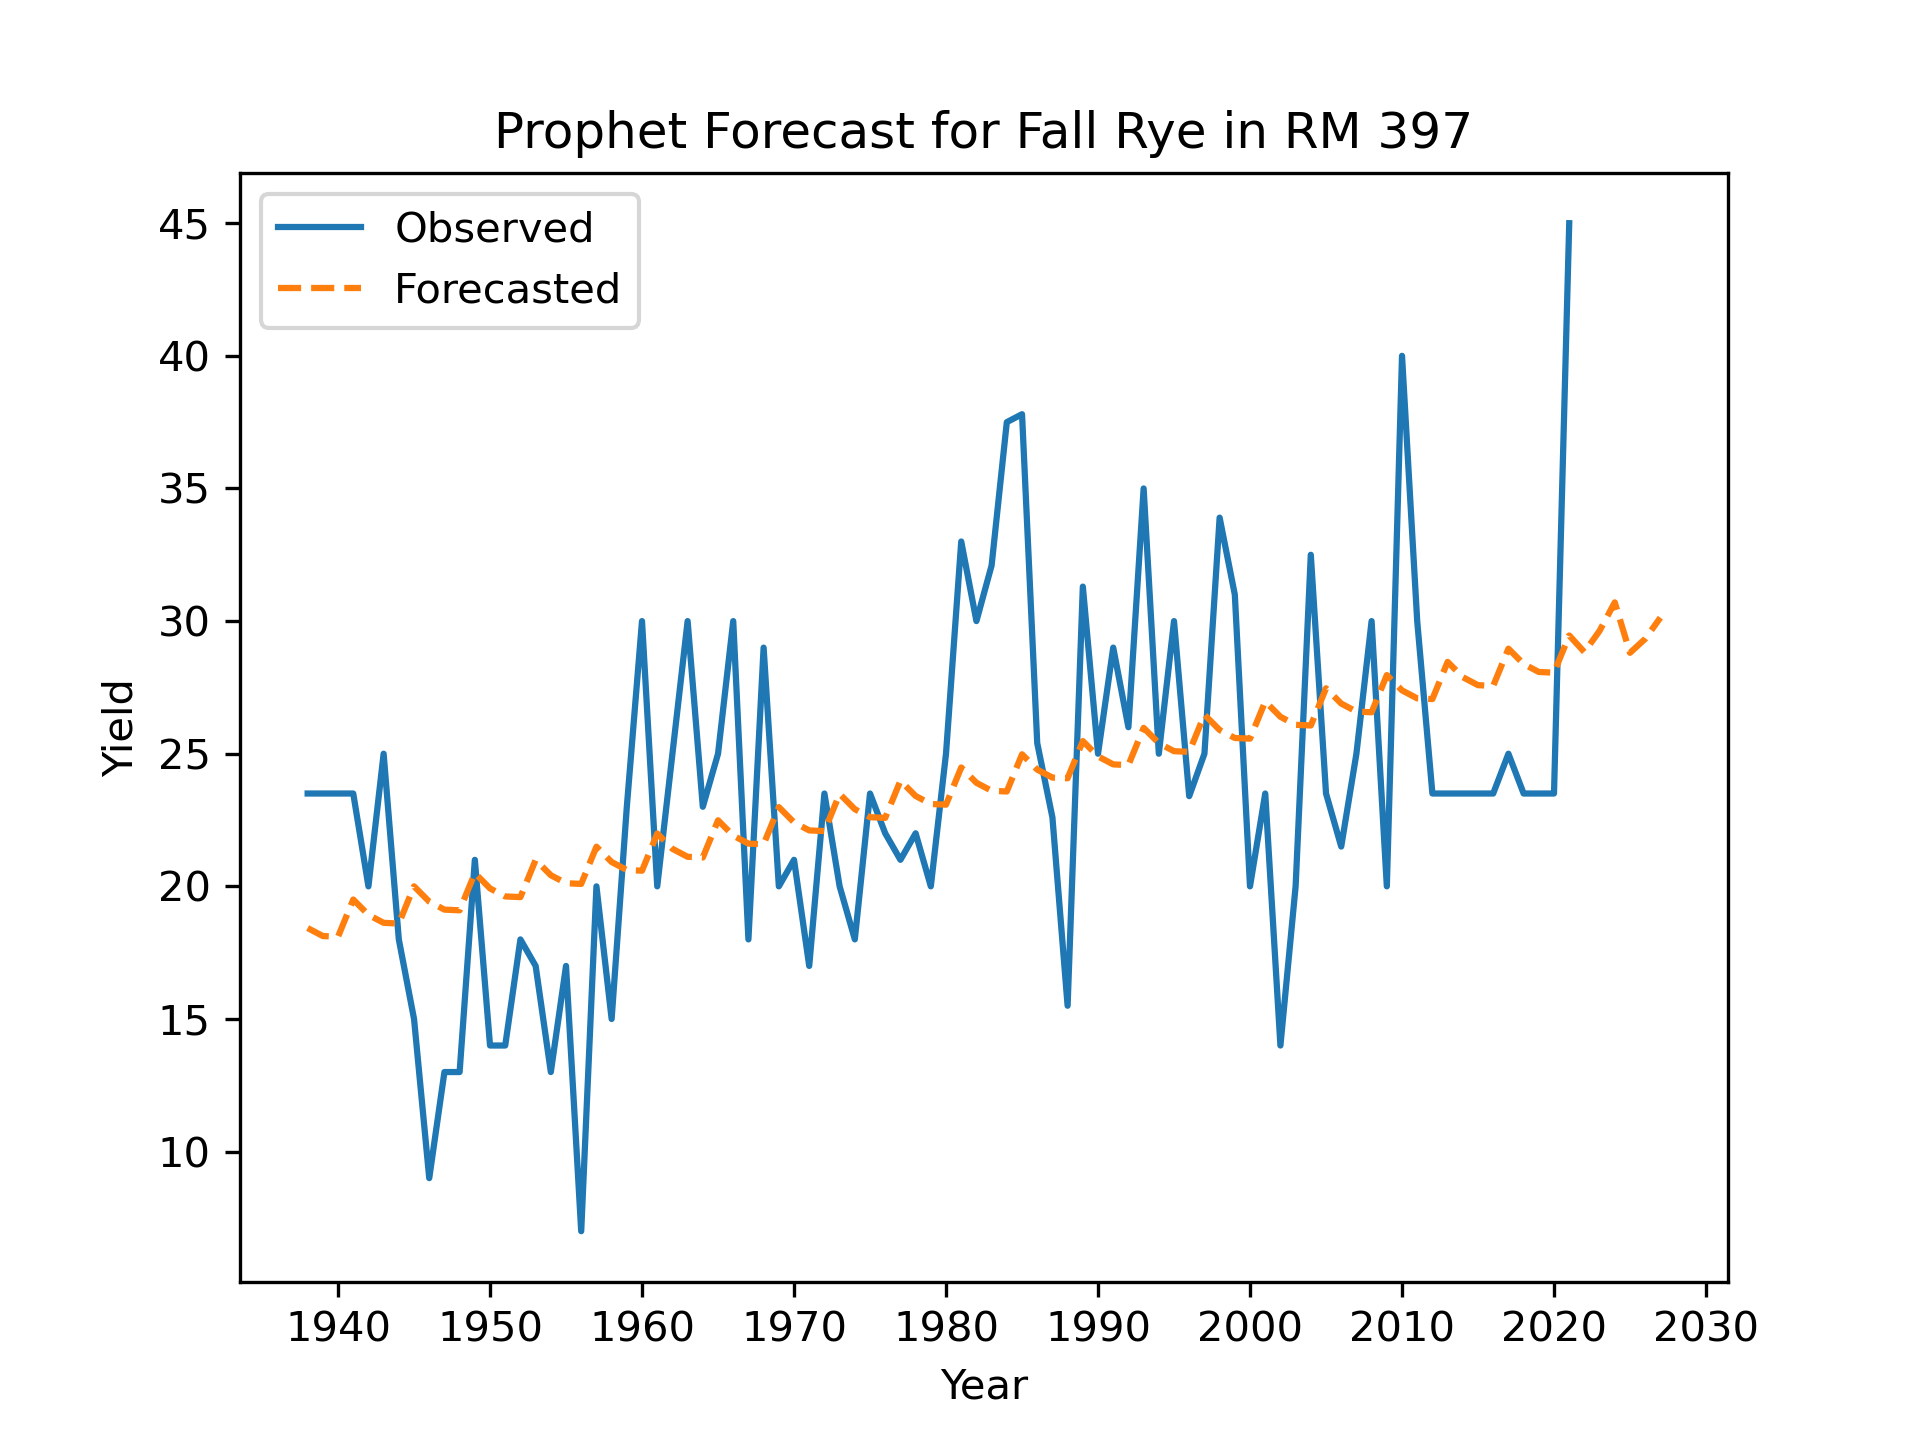 Prophet Forecast for Fall Rye in RM 397
Observed
Forecasted
45
40
35
30
25
20
15
10
Yield
1940 1950 1960 1970 1980 1990 2000 2010 2020 2030
Year